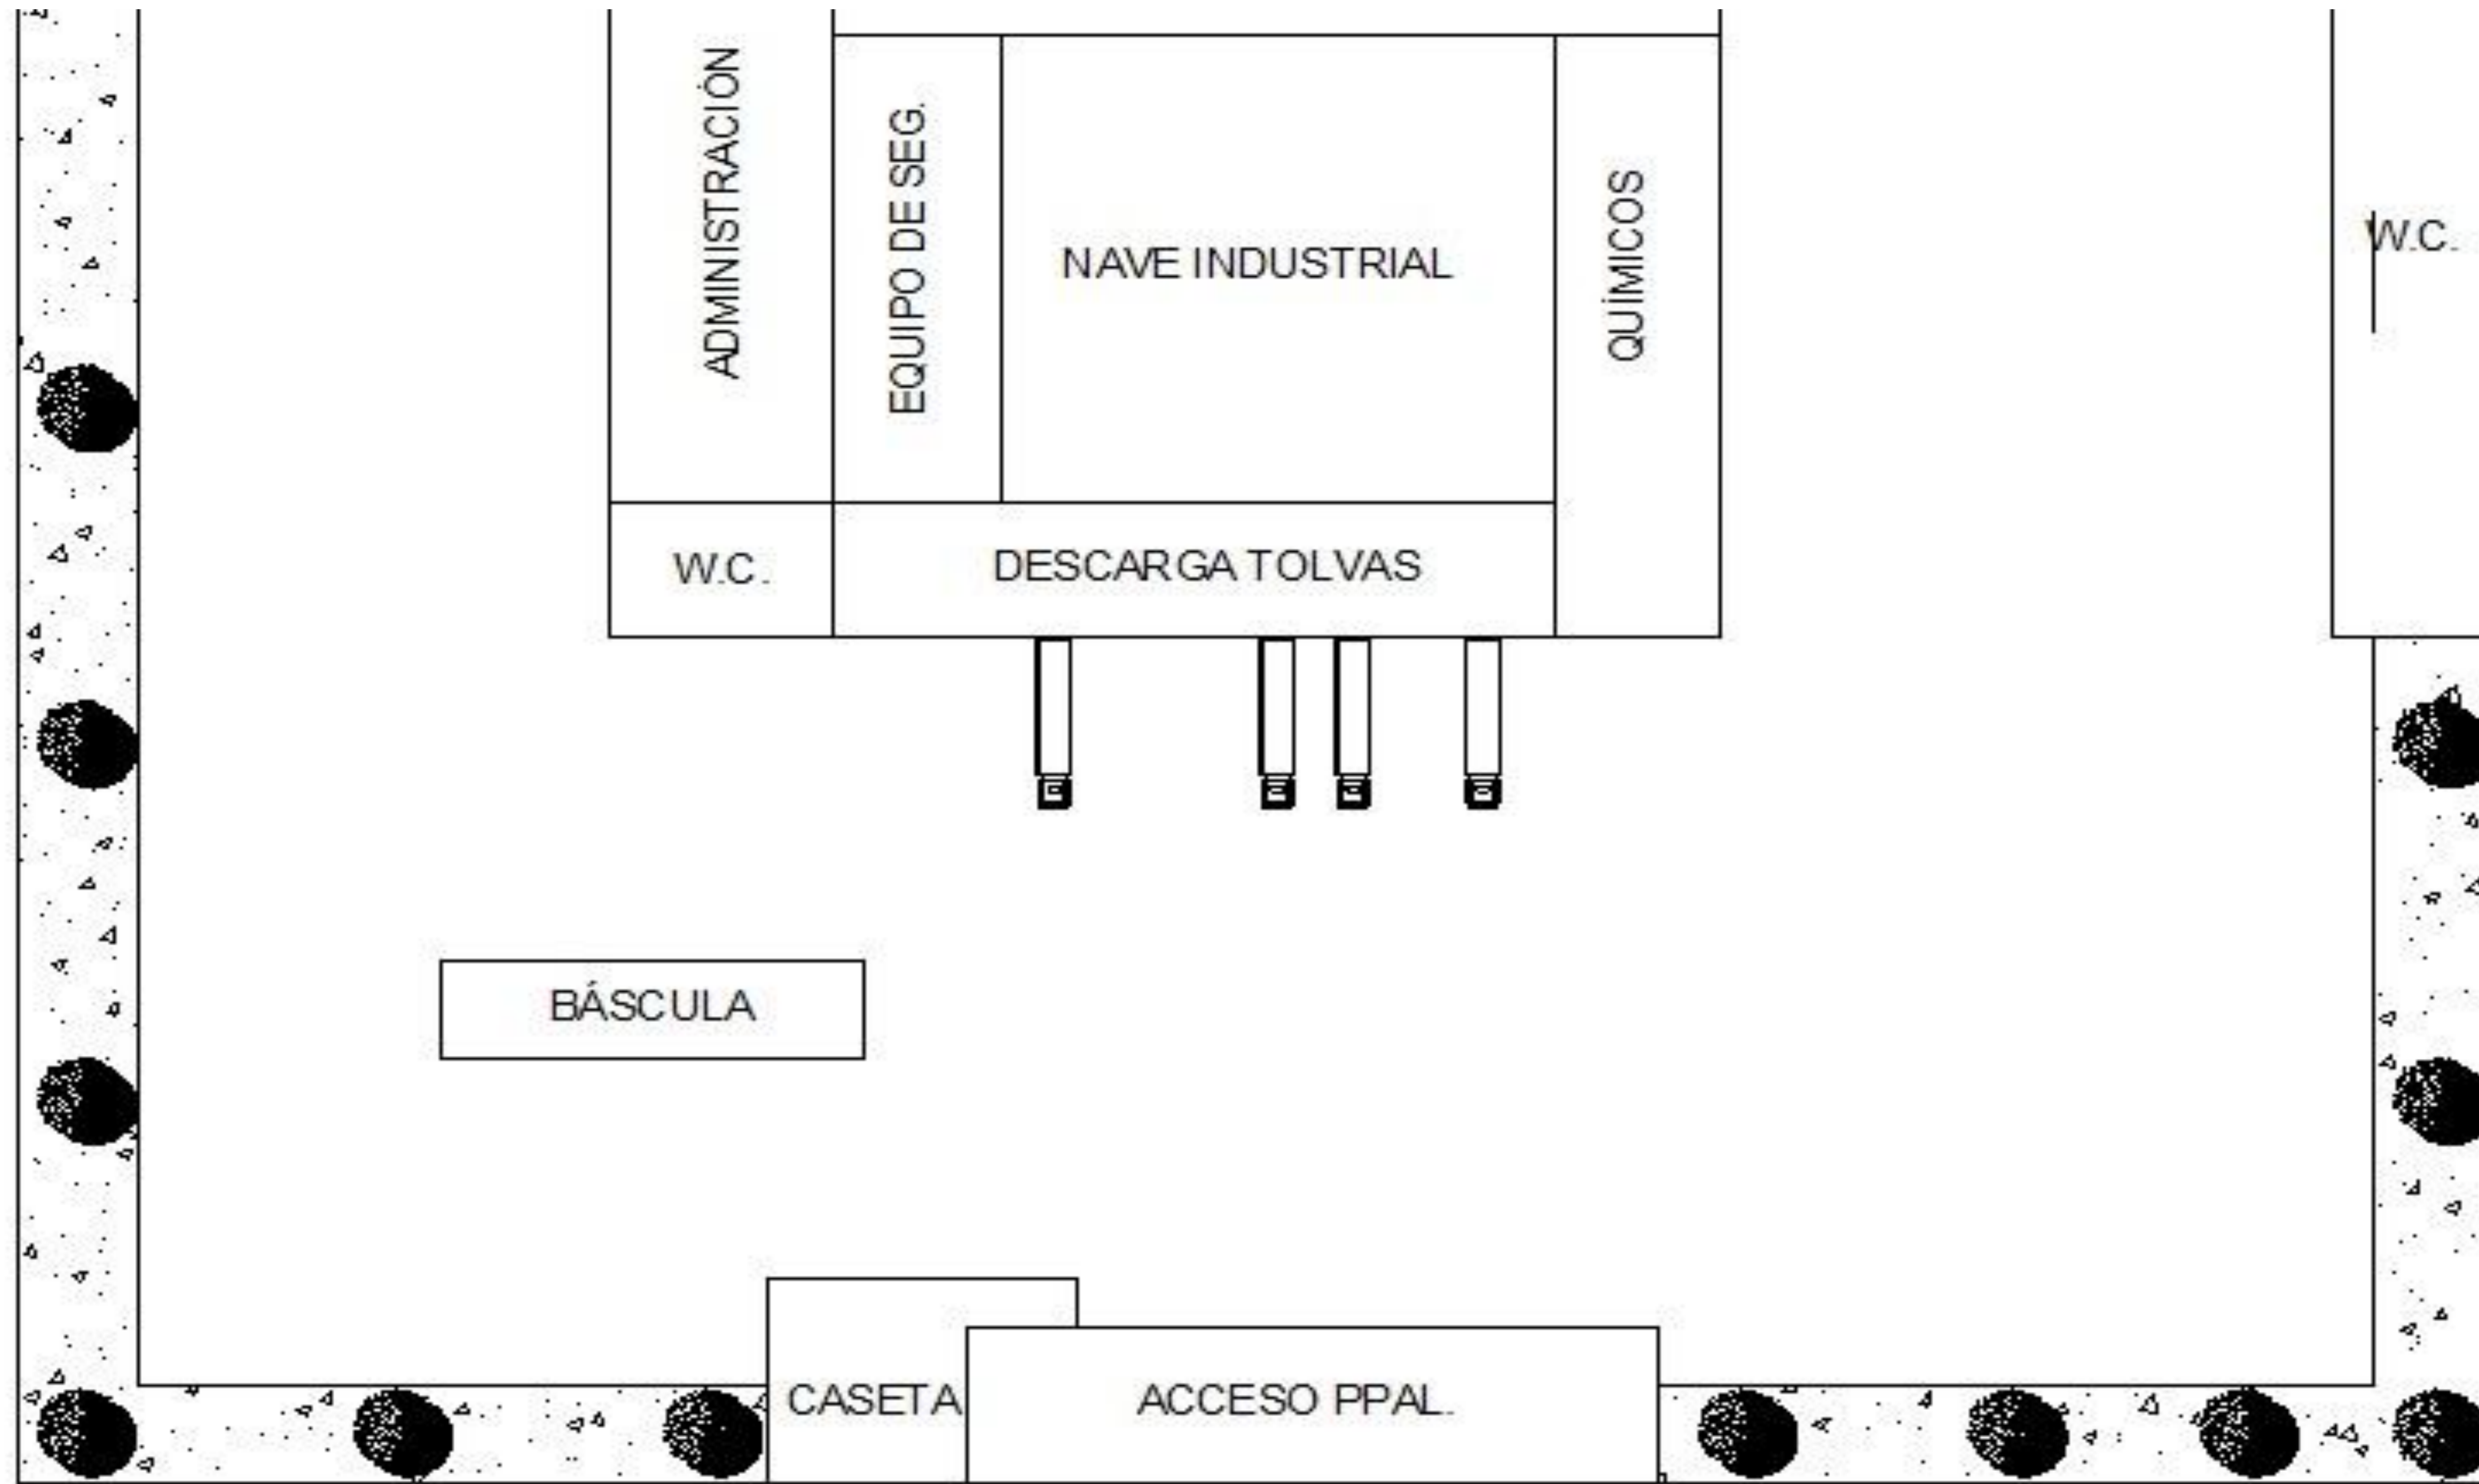 ADMINISTRACIÓN
EQUIPO DE SEG.
NAVE INDUSTRIAL
QUÍMICOS
W.C.
W.C.
DESCARGA TOLVAS
BÁSCULA
CASETA
ACCESO PPAL.